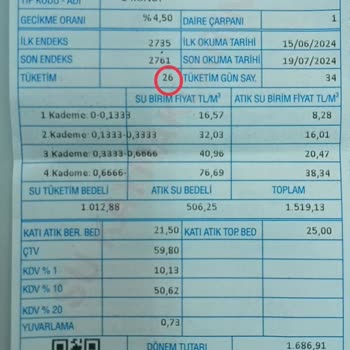 GECİKME ORANI %4,50 DAİRE ÇARPANI 1
İLK ENDEKS 2735 İLK OKUMA TARİHİ 15/06/2024
SON ENDEKS 2761 SON OKUMA TARİHİ 19/07/2024
TÜKETİM 26 TÜKETİM GÜN SAY. 34
SU BİRİM FİYAT TL/M³ ATIK SU BİRİM FİYAT TL/M³
1.Kademe: 0-0,1333 16,57 8,28
2.Kademe: 0,1333-0,3333 32,03 16,01
3.Kademe: 0,3333-0,6666 40,96 20,47
4.Kademe: 0,6666- 76,69 38,34
SU TÜKETİM BEDELİ ATIK SU BEDELİ TOPLAM
1.012,88 506,25 1.519,13
KATI ATIK BER. BED 21,50 KATI ATIK TOP. BED 25,00
ÇTV 59,80
KDV % 1 10,13
KDV % 10 50,62
KDV % 20
YUVARLAMA 0,73
DÖNEM TUTARI 1.686,91